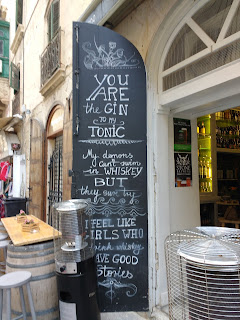 YOU
ARE
the GIN
TO MY
TONIC
My demons
Can't swim
in WHISKEY
BUT
they sure try
I FEEL LIKE
GIRLS WHO
drink whiskey
HAVE GOOD
Stories